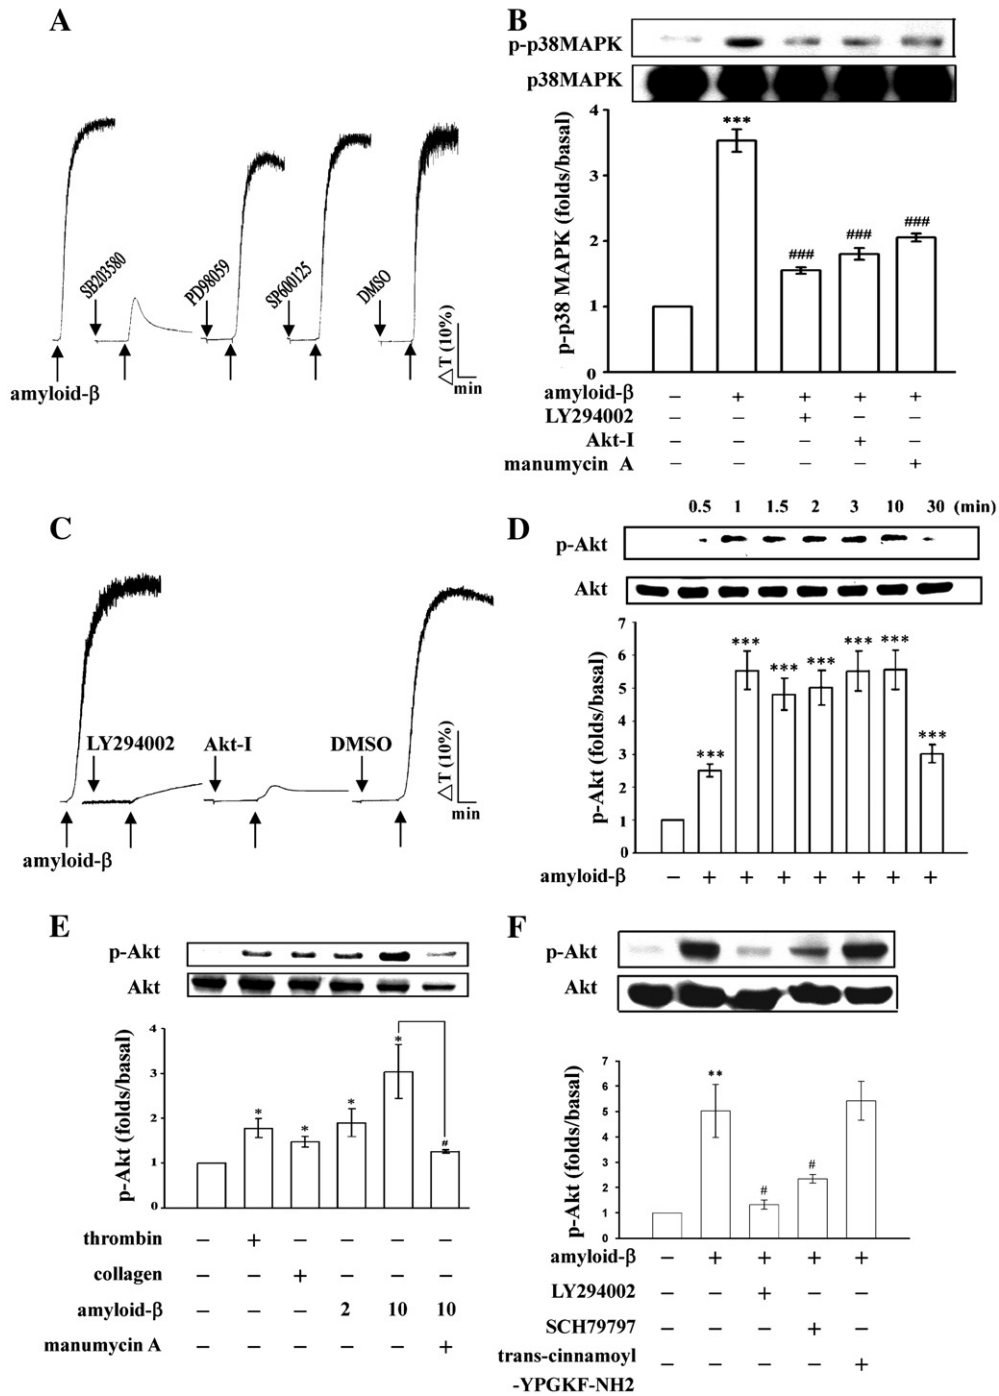 A
SB203580
PD98059
SP600125
DMSO
△T (10%)
min
amyloid-β
B
p-p38MAPK
p38MAPK
p-p38 MAPK (folds/basal)
4
3
2
1
0
***
###
###
###
amyloid-β − + + + +
LY294002 − − + − −
Akt-I − − − + −
manumycin A − − − − +
C
LY294002
Akt-I
DMSO
△T (10%)
min
amyloid-β
D
0.5 1 1.5 2 3 10 30 (min)
p-Akt
Akt
p-Akt (folds/basal)
7
6
5
4
3
2
1
0
*** *** *** *** *** *** ***
amyloid-β − + + + + + + +
E
p-Akt
Akt
p-Akt (folds/basal)
4
3
2
1
0
* * * * #
thrombin − + − − − −
collagen − − + − − −
amyloid-β − − − 2 10 10
manumycin A − − − − − +
F
p-Akt
Akt
p-Akt (folds/basal)
7
6
5
4
3
2
1
0
** # #
amyloid-β − + + + +
LY294002 − − + − −
SCH79797 − − − + −
trans-cinnamoyl − − − − +
-YPGKF-NH2